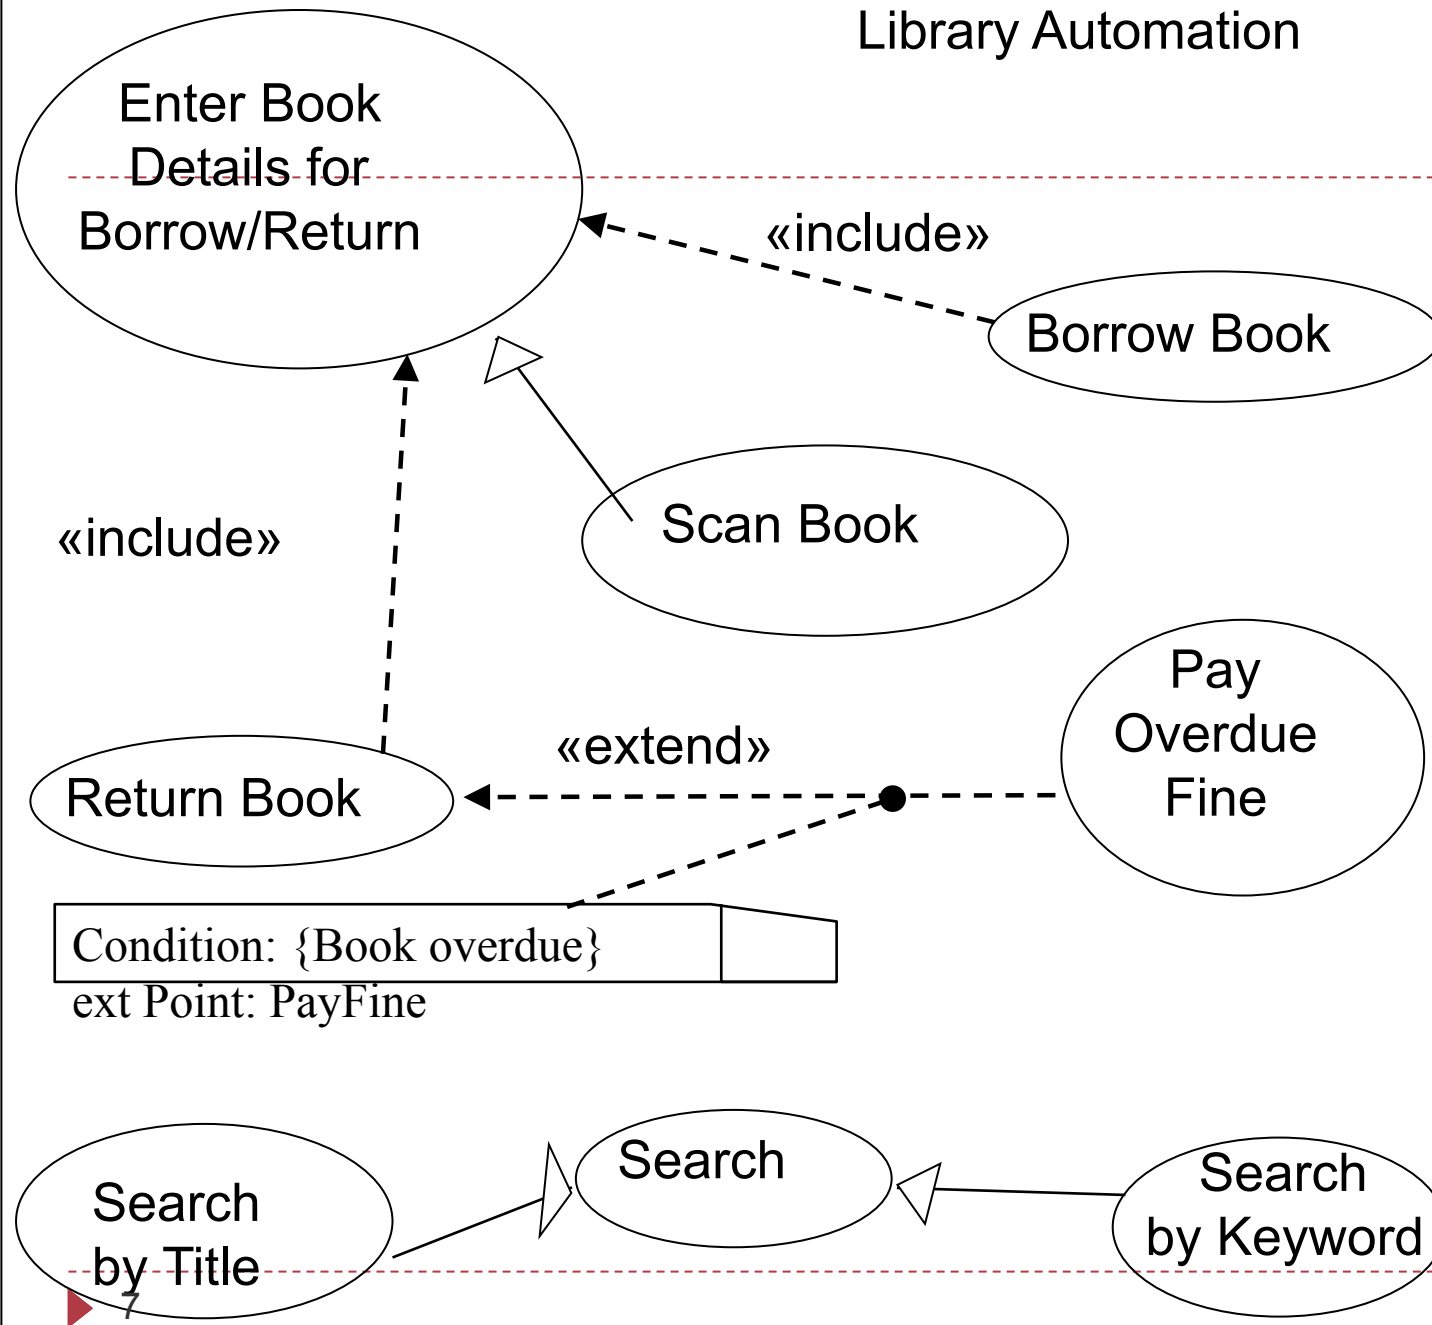 Library Automation
Enter Book
Details for
Borrow/Return
«include»
Borrow Book
Scan Book
«include»
Pay
Overdue
Fine
«extend»
Return Book
Condition: {Book overdue}
ext Point: PayFine
Search
Search
by Title
Search
by Keyword
7